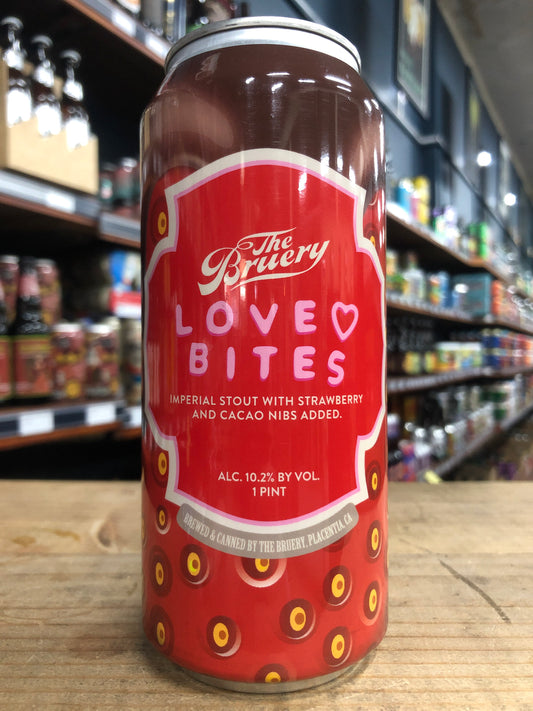 The
Bruery
LOVE
BITES
IMPERIAL STOUT WITH STRAWBERRY
AND CACAO NIBS ADDED.
ALC. 10.2% BY VOL.
1 PINT
BREWED & CANNED BY THE BRUERY, PLACENTIA, CA